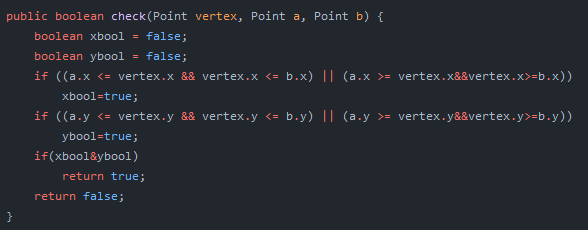 public boolean check(Point vertex, Point a, Point b) {
    boolean xbool = false;
    boolean ybool = false;
    if ((a.x <= vertex.x && vertex.x <= b.x) || (a.x >= vertex.x&&vertex.x>=b.x))
        xbool=true;
    if ((a.y <= vertex.y && vertex.y <= b.y) || (a.y >= vertex.y&&vertex.y>=b.y))
        ybool=true;
    if(xbool&ybool)
        return true;
    return false;
}